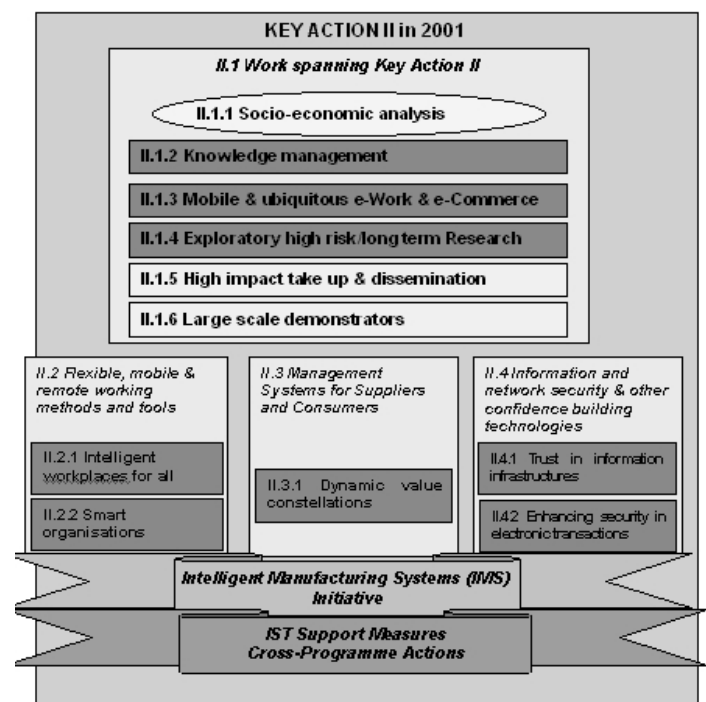 KEY ACTION II in 2001
II.1 Work spanning Key Action II
II.1.1 Socio-economic analysis
II.1.2 Knowledge management
II.1.3 Mobile & ubiquitous e-Work & e-Commerce
II.1.4 Exploratory high risk/long term Research
II.1.5 High impact take up & dissemination
II.1.6 Large scale demonstrators
II.2 Flexible, mobile &
remote working
methods and tools
II.2.1 Intelligent
workplaces for all
II.2.2 Smart
organisations
II.3 Management
Systems for Suppliers
and Consumers
II.3.1 Dynamic value
constellations
II.4 Information and
network security & other
confidence building
technologies
II.4.1 Trust in information
infrastructures
II.4.2 Enhancing security in
electronic transactions
Intelligent Manufacturing Systems (IMS)
Initiative
IST Support Measures
Cross-Programme Actions